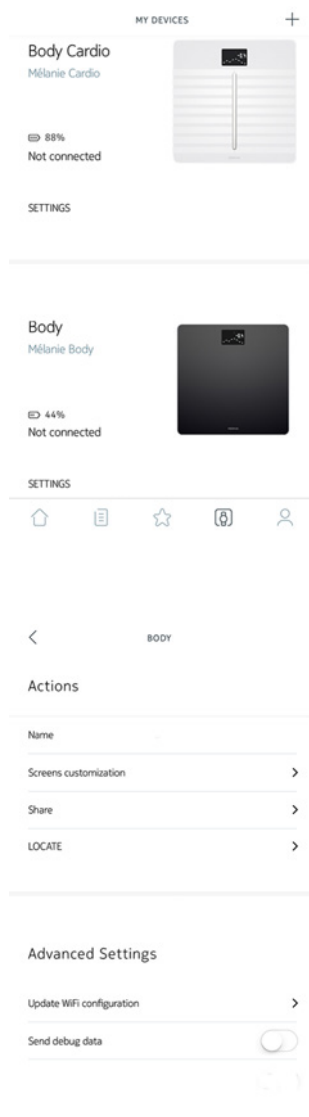 MY DEVICES
Body Cardio
Mélanie Cardio
88%
Not connected
SETTINGS
Body
Mélanie Body
44%
Not connected
SETTINGS
BODY
Actions
Name
Screens customization
Share
LOCATE
Advanced Settings
Update WiFi configuration
Send debug data